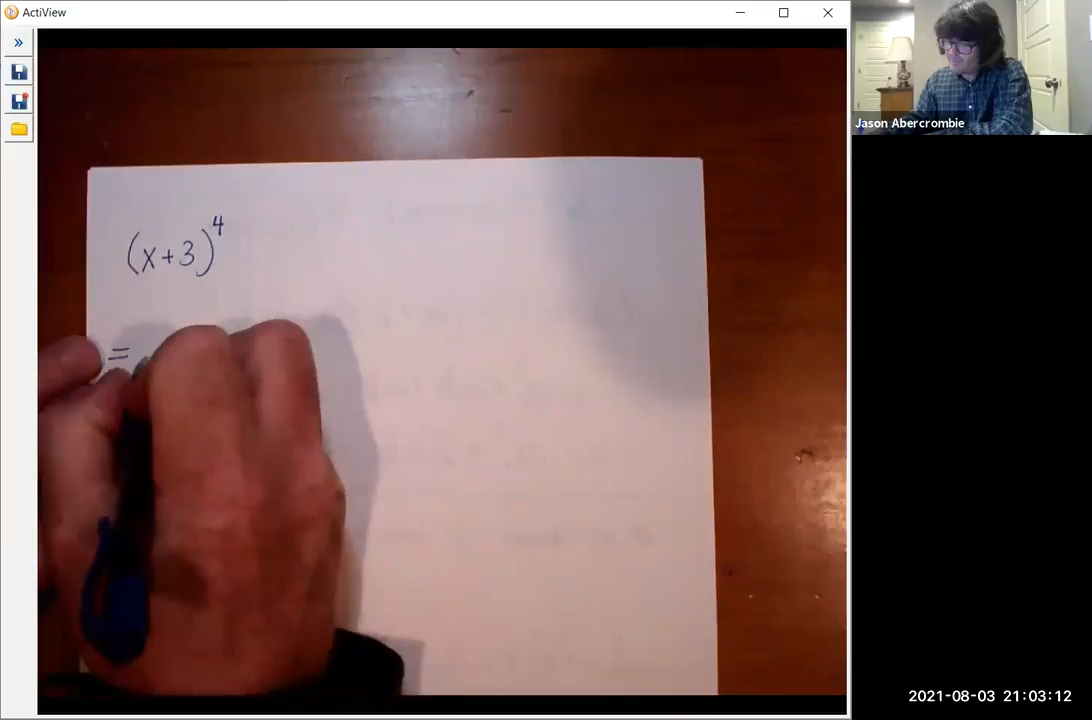 ActiView
(x+3)^4
=
Jason Abercrombie
2021-08-03 21:03:12